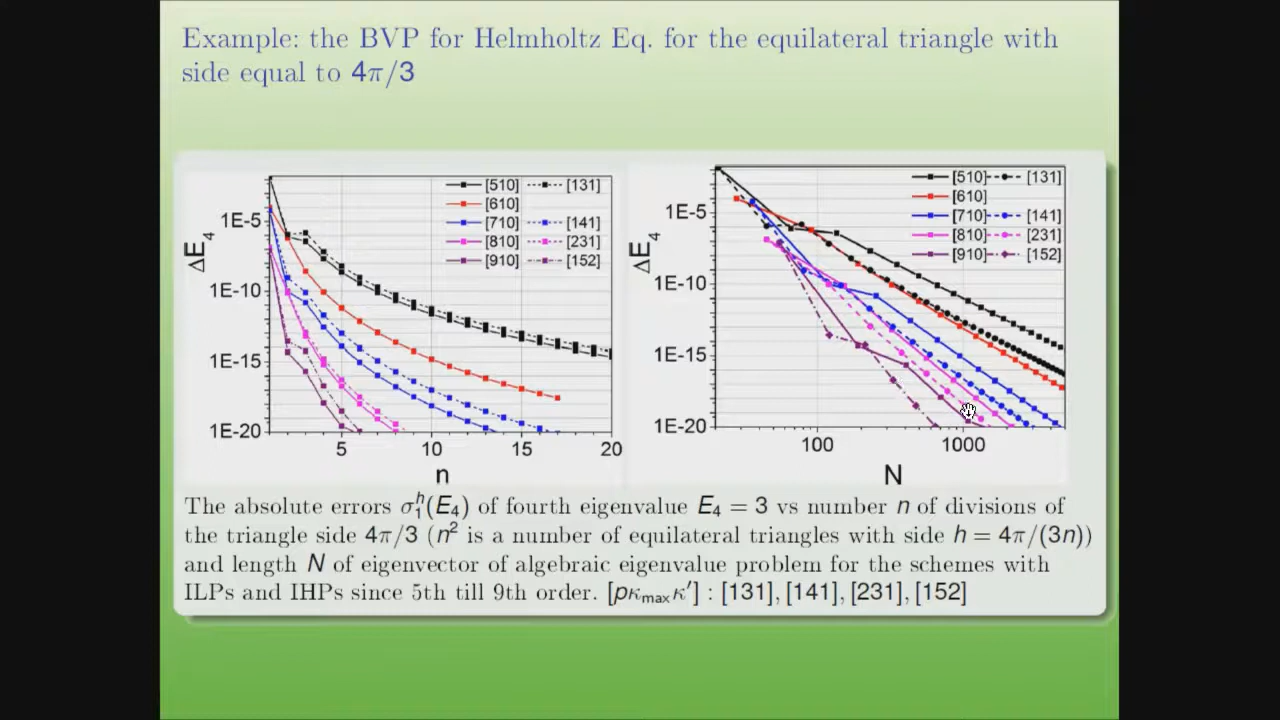 Example: the BVP for Helmholtz Eq. for the equilateral triangle with
side equal to 4π/3
ΔE₄
1E-5
1E-10
1E-15
1E-20
[510] [131]
[610]
[710] [141]
[810] [231]
[910] [152]
5 10 15 20
n
ΔE₄
1E-5
1E-10
1E-15
1E-20
[510] [131]
[610]
[710] [141]
[810] [231]
[910] [152]
100 1000
N
The absolute errors σ₁ʰ(E₄) of fourth eigenvalue E₄ = 3 vs number n of divisions of
the triangle side 4π/3 (n² is a number of equilateral triangles with side h = 4π/(3n))
and length N of eigenvector of algebraic eigenvalue problem for the schemes with
ILPs and IHPs since 5th till 9th order. [pκmaxκ′] : [131], [141], [231], [152]